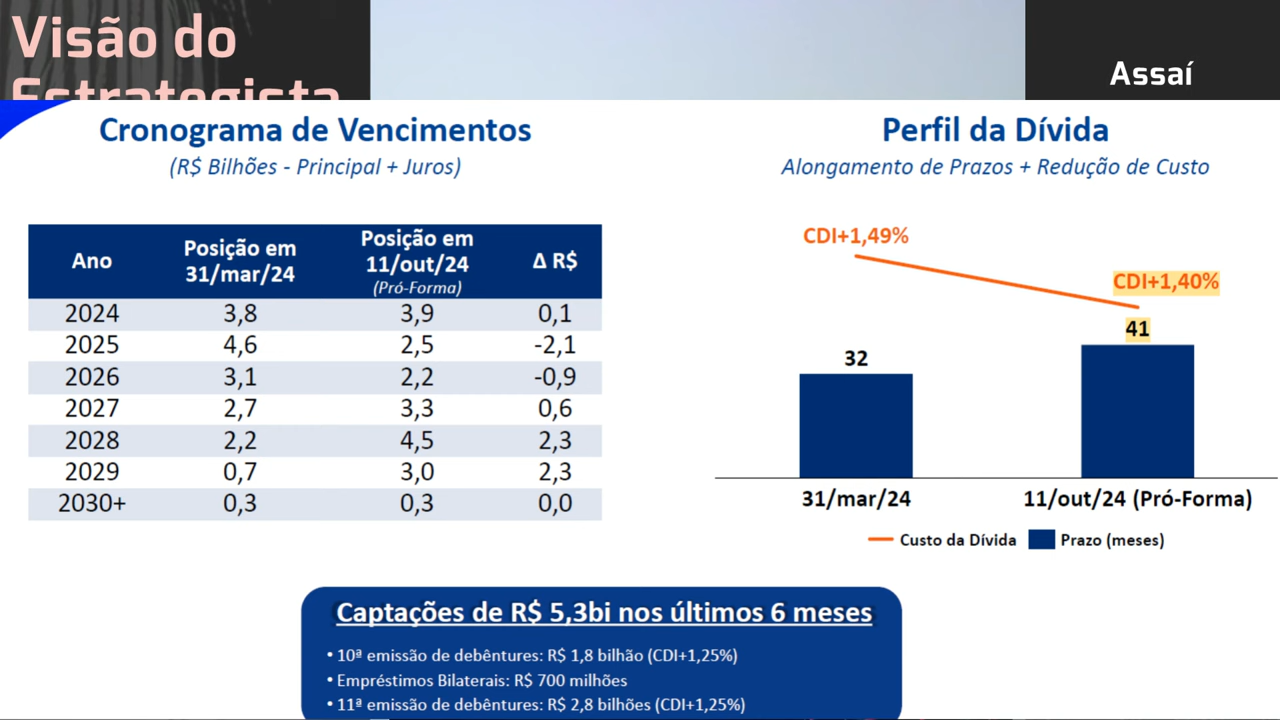 Visão do
Estrategista
Assaí
Cronograma de Vencimentos
(R$ Bilhões - Principal + Juros)
Ano Posição em 31/mar/24 Posição em 11/out/24 (Pró-Forma) Δ R$
2024 3,8 3,9 0,1
2025 4,6 2,5 -2,1
2026 3,1 2,2 -0,9
2027 2,7 3,3 0,6
2028 2,2 4,5 2,3
2029 0,7 3,0 2,3
2030+ 0,3 0,3 0,0
Perfil da Dívida
Alongamento de Prazos + Redução de Custo
CDI+1,49%
CDI+1,40%
32
41
31/mar/24
11/out/24 (Pró-Forma)
Custo da Dívida
Prazo (meses)
Captações de R$ 5,3bi nos últimos 6 meses
• 10ª emissão de debêntures: R$ 1,8 bilhão (CDI+1,25%)
• Empréstimos Bilaterais: R$ 700 milhões
• 11ª emissão de debêntures: R$ 2,8 bilhões (CDI+1,25%)